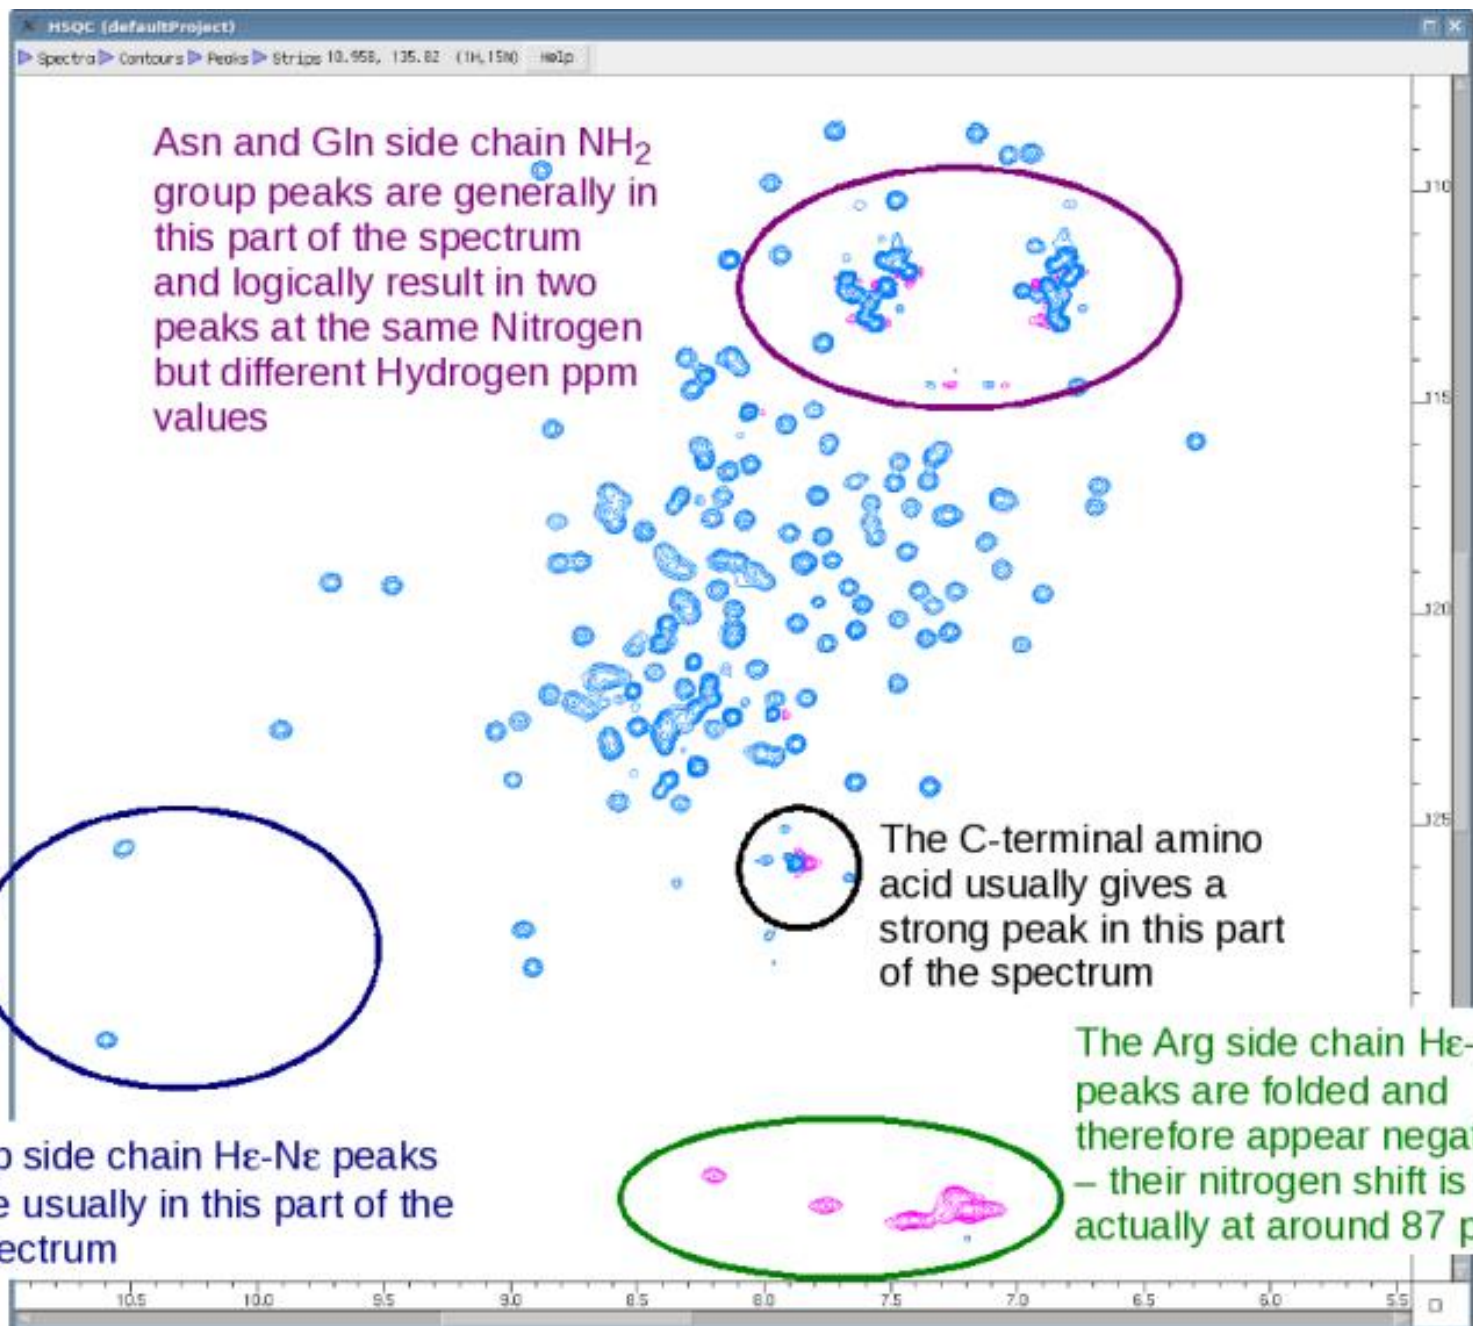 HSQC (defaultProject)
Spectra Contours Peaks Strips 10.958, 135.82 (1H,15N) Help
Asn and Gln side chain NH2
group peaks are generally in
this part of the spectrum
and logically result in two
peaks at the same Nitrogen
but different Hydrogen ppm
values
110
115
120
125
The C-terminal amino
acid usually gives a
strong peak in this part
of the spectrum
The Arg side chain Hε-
peaks are folded and
therefore appear nega
– their nitrogen shift is
actually at around 87 p
side chain Hε-Nε peaks
usually in this part of the
ectrum
10.5 10.0 9.5 9.0 8.5 8.0 7.5 7.0 6.5 6.0 5.5